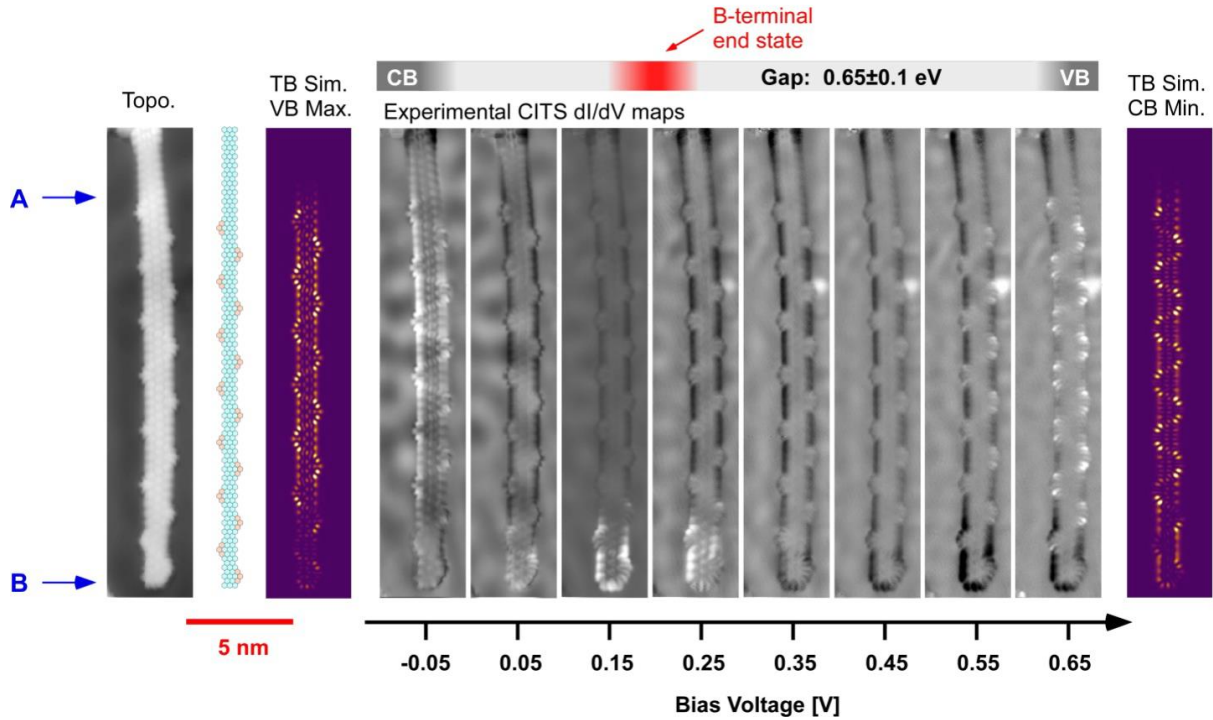 B-terminal
end state
CB
Gap: 0.65±0.1 eV
VB
Topo.
TB Sim.
VB Max.
Experimental CITS dI/dV maps
TB Sim.
CB Min.
A
B
5 nm
-0.05
0.05
0.15
0.25
0.35
0.45
0.55
0.65
Bias Voltage [V]